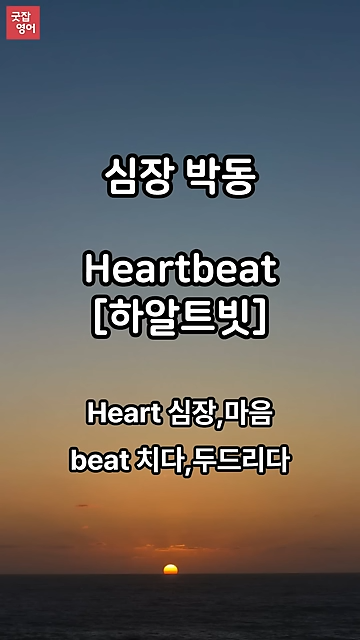 굿잡
영어
심장 박동
Heartbeat
[하알트빗]
Heart 심장,마음
beat 치다,두드리다